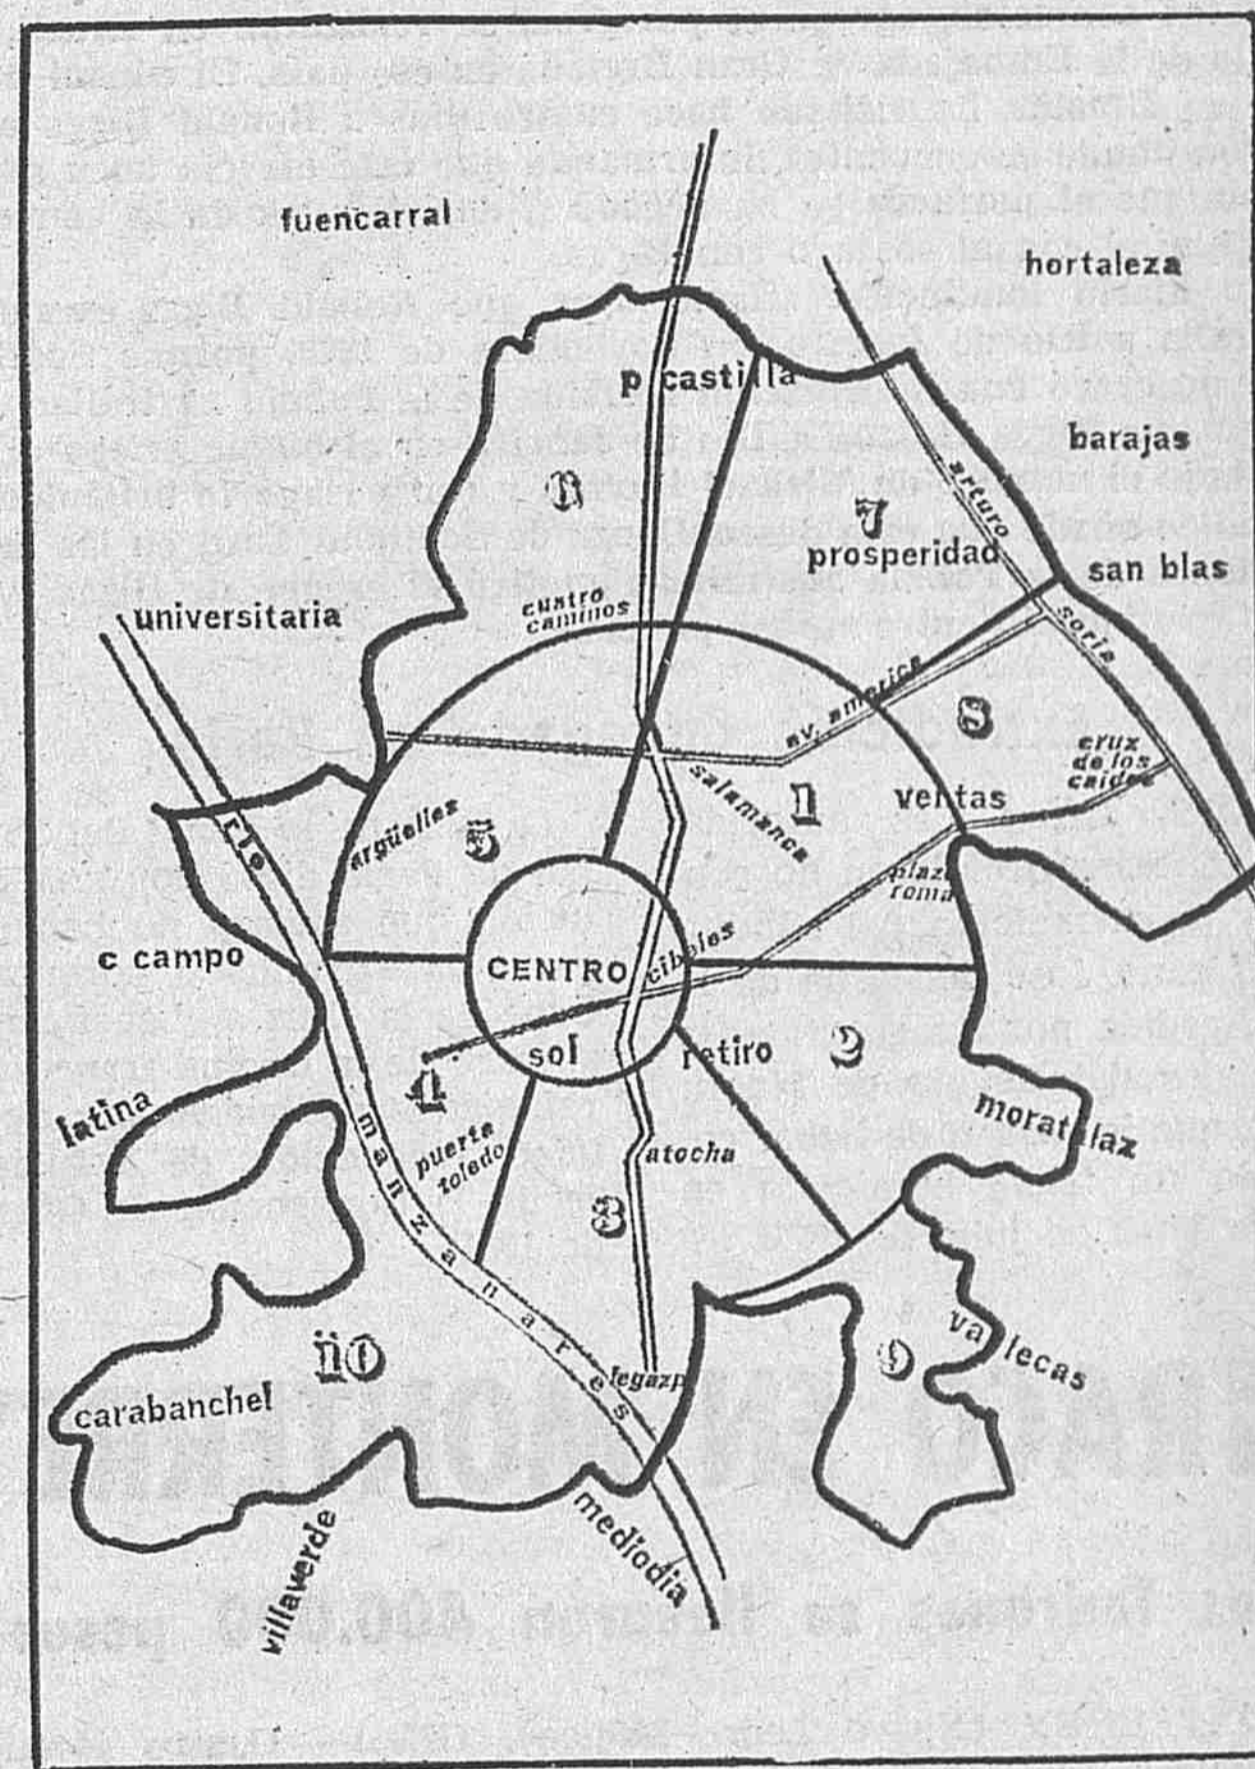 fuencarral
hortaleza
p castilla
barajas
arturo
6
7
prosperidad
san blas
cuatro
caminos
universitaria
soria
av. america
8
cruz
de los
caidos
salamanca
1
ventas
argüelles
5
rio
plaza
roma
c campo
CENTRO
cibeles
sol
retiro
2
4
latina
moratalaz
puerta
toledo
atocha
manzanares
3
vallecas
10
9
legazpi
carabanchel
mediodia
villaverde